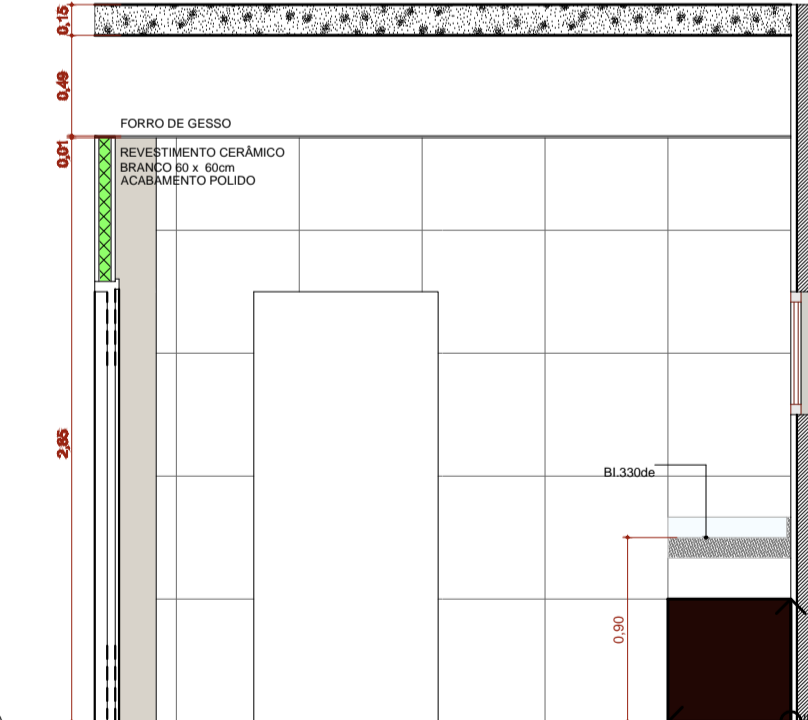 0,15
0,49
FORRO DE GESSO
0,01
REVESTIMENTO CERÂMICO
BRANCO 60 x 60cm
ACABAMENTO POLIDO
2,85
BI.330de
0,90